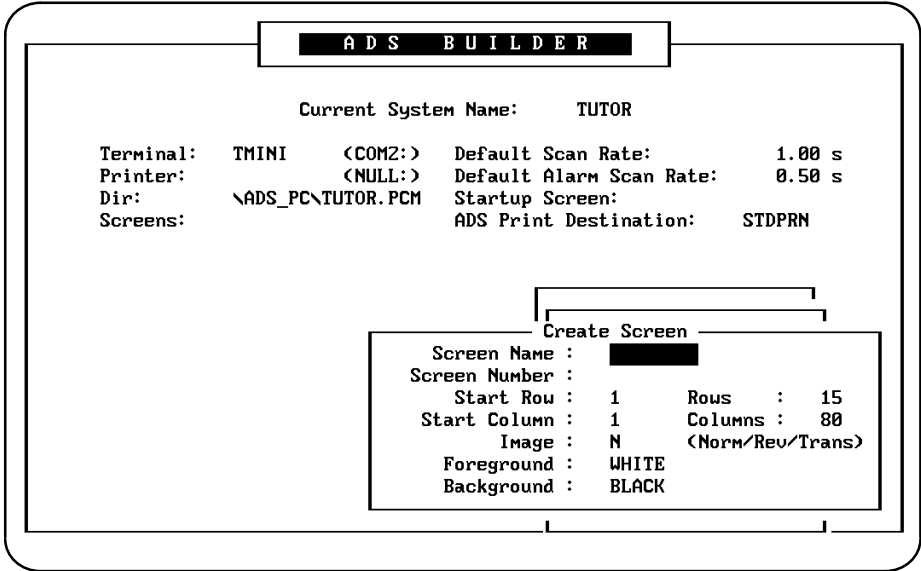 ADS BUILDER
Current System Name: TUTOR
Terminal: TMINI (COM2:) Default Scan Rate: 1.00 s
Printer: (NULL:) Default Alarm Scan Rate: 0.50 s
Dir: \ADS_PC\TUTOR.PCM Startup Screen:
Screens: ADS Print Destination: STDPRN
Create Screen
Screen Name :
Screen Number :
Start Row : 1 Rows : 15
Start Column : 1 Columns : 80
Image : N (Norm/Rev/Trans)
Foreground : WHITE
Background : BLACK